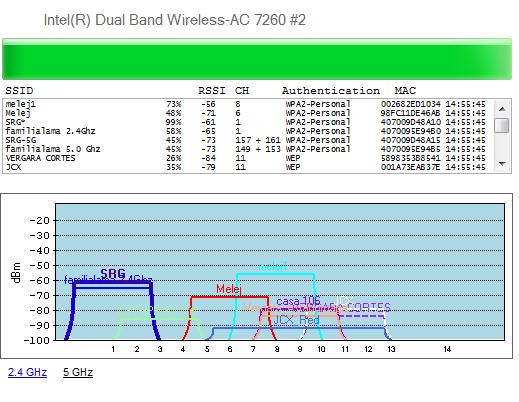 Intel(R) Dual Band Wireless-AC 7260 #2
SSID RSSI CH Authentication MAC
melej1 73% -56 8 WPA2-Personal 002682ED1034 14:55:45
Melej 48% -71 6 WPA2-Personal 98FC11DE46AB 14:55:45
SRG* 99% -61 1 WPA2-Personal 407009D48A10 14:55:45
familialama 2.4Ghz 58% -65 1 WPA2-Personal 407009E94B80 14:55:45
SRG-5G 45% -73 157 + 161 WPA2-Personal 407009D48A15 14:55:45
familialama 5.0 Ghz 45% -73 149 + 153 WPA2-Personal 407009E94B85 14:55:45
VERGARA CORTES 26% -84 11 WEP 5898353B8541 14:55:45
JCX 35% -79 11 WEP 001A73EAB37E 14:55:45
dBm
-20
-30
-40
-50
-60
-70
-80
-90
-100
melej1
SRG
familialama 2.4Ghz
Melej
casa 106
CORTES
JCX Red
1 2 3 4 5 6 7 8 9 10 11 12 13 14
2.4 GHz 5 GHz